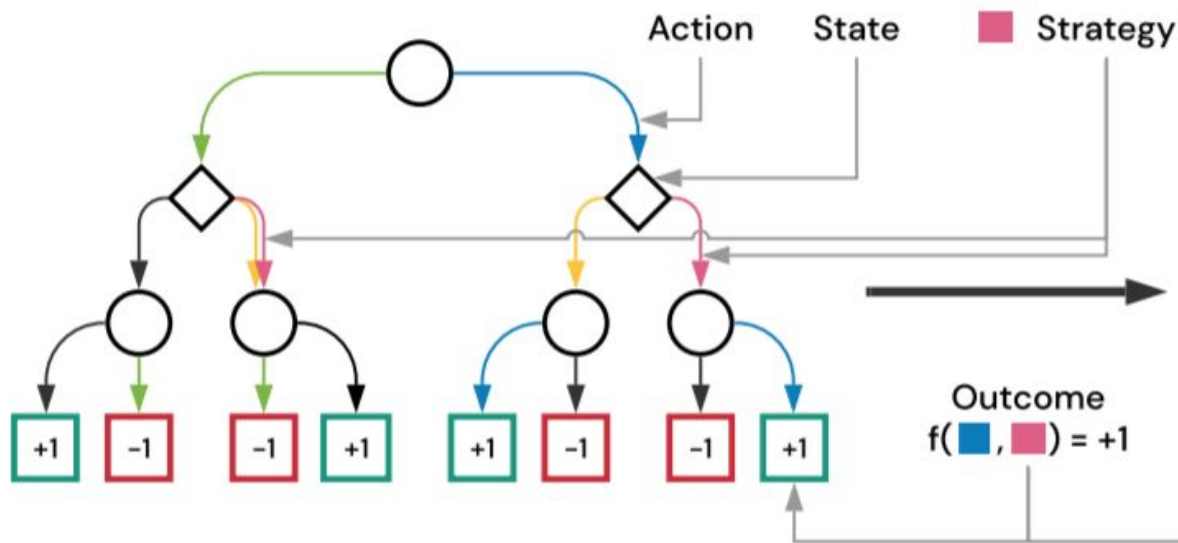 Action State Strategy
+1 -1 -1 +1 +1 -1 -1 +1
Outcome
f( , ) = +1